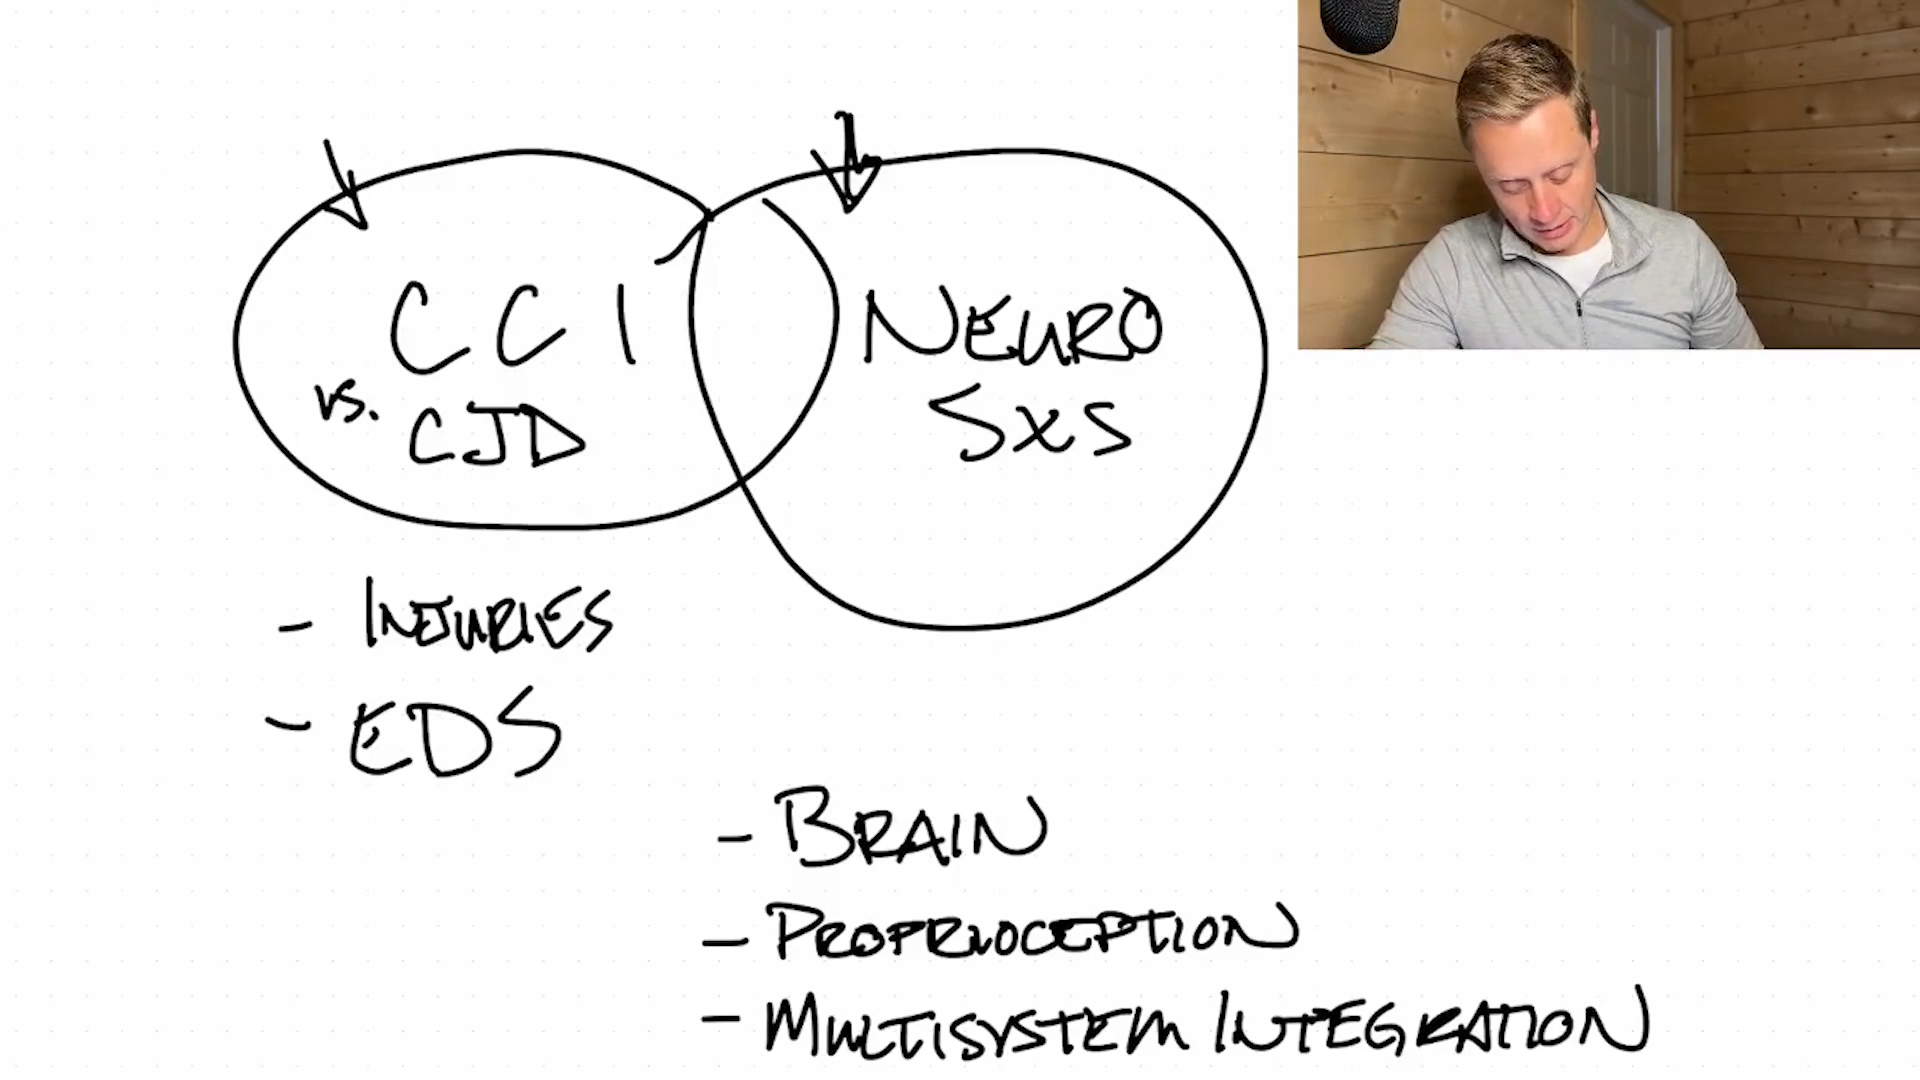 CCI
vs. CJD
NEURO
SXS
- INJURIES
- EDS
- BRAIN
- PROPRIOCEPTION
- MULTISYSTEM INTEGRATION